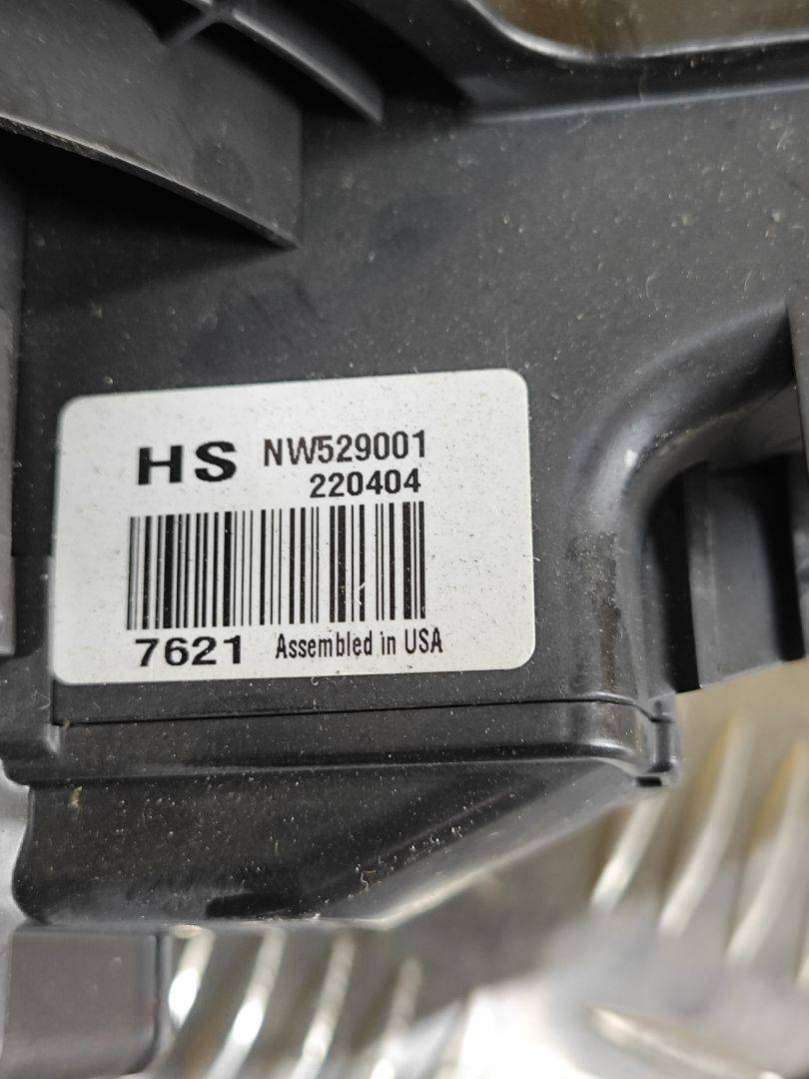 HS NW529001
220404
7621 Assembled in USA